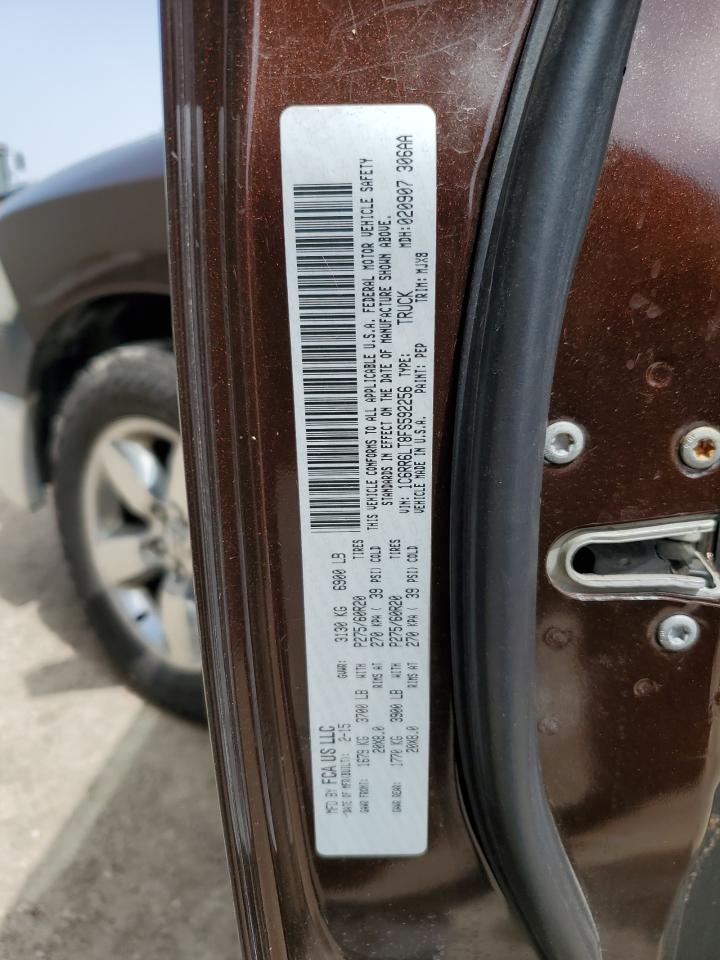 MFD BY FCA US LLC
DATE OF MFR(BUILT): 2-15 GVWR: 3130 KG 6900 LB
GAWR FRONT: 1679 KG 3700 LB WITH P275/60R20 TIRES
20X8.0 RIMS AT 270 KPA ( 39 PSI) COLD
GAWR REAR: 1770 KG 3900 LB WITH P275/60R20 TIRES
20X8.0 RIMS AT 270 KPA ( 39 PSI) COLD
THIS VEHICLE CONFORMS TO ALL APPLICABLE U.S.A. FEDERAL MOTOR VEHICLE SAFETY
STANDARDS IN EFFECT ON THE DATE OF MANUFACTURE SHOWN ABOVE.
VIN: 1C6RR6LT8FS592256 TYPE: TRUCK MDH:020907 306AA
VEHICLE MADE IN U.S.A. PAINT: PEP TRIM: MJX8